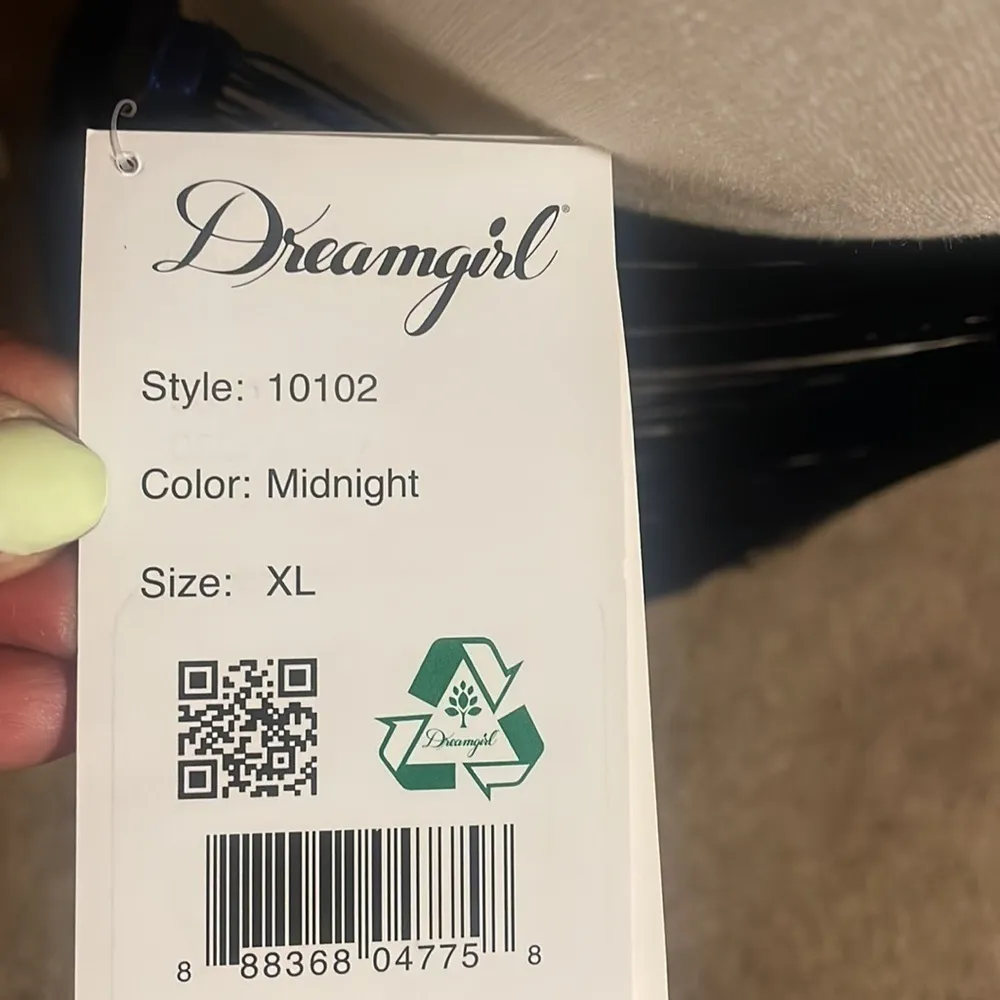 Dreamgirl®
Style: 10102
Color: Midnight
Size: XL
Dreamgirl
8 88368 04775 8